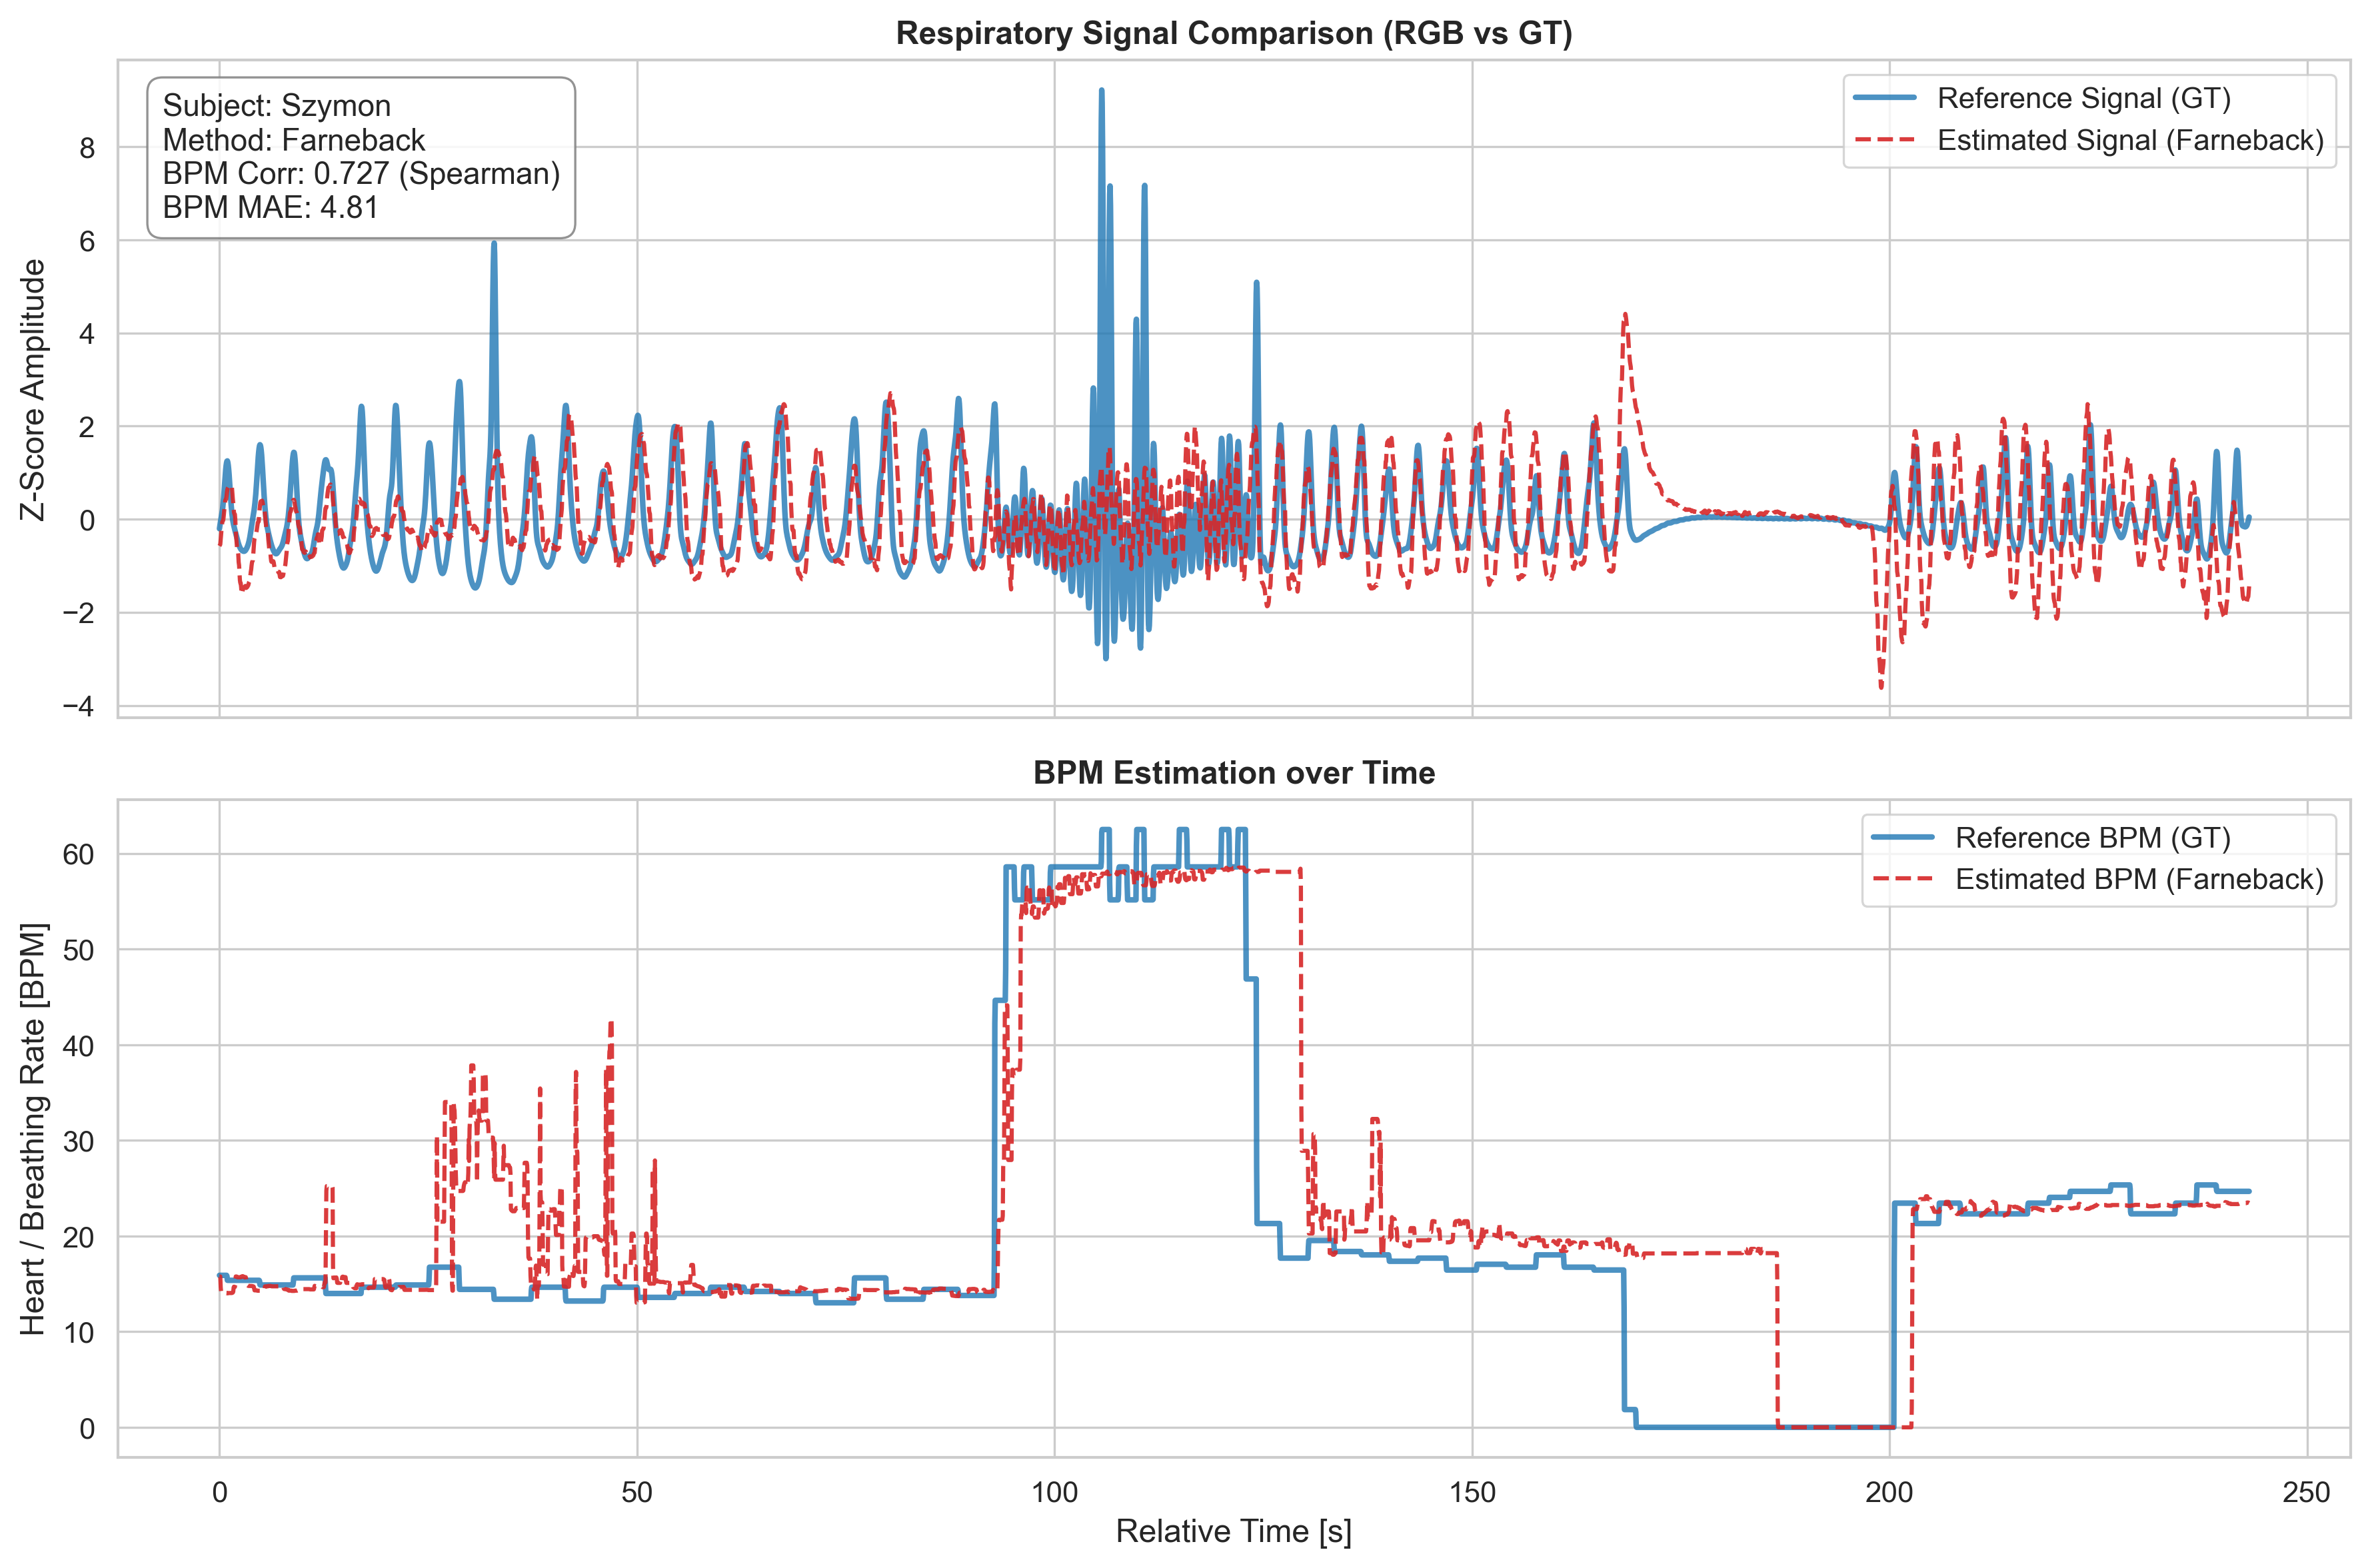 Respiratory Signal Comparison (RGB vs GT)
Subject: Szymon
Method: Farneback
BPM Corr: 0.727 (Spearman)
BPM MAE: 4.81
Reference Signal (GT)
Estimated Signal (Farneback)
Z-Score Amplitude
8
6
4
2
0
−2
−4
BPM Estimation over Time
Reference BPM (GT)
Estimated BPM (Farneback)
Heart / Breathing Rate [BPM]
60
50
40
30
20
10
0
0
50
100
150
200
250
Relative Time [s]